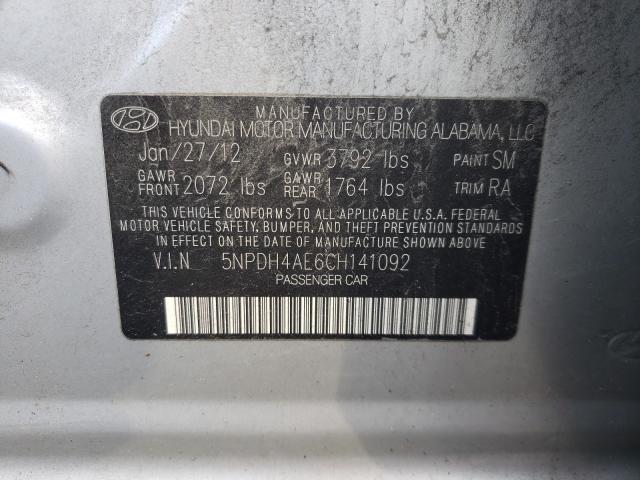 MANUFACTURED BY
HYUNDAI MOTOR MANUFACTURING ALABAMA, LLC
Jan/27/12 GVWR 3792 lbs PAINT SM
GAWR FRONT 2072 lbs GAWR REAR 1764 lbs TRIM RA
THIS VEHICLE CONFORMS TO ALL APPLICABLE U.S.A. FEDERAL
MOTOR VEHICLE SAFETY, BUMPER, AND THEFT PREVENTION
STANDARDS IN EFFECT ON THE DATE OF MANUFACTURE SHOWN ABOVE.
V.I.N 5NPDH4AE6CH141092
PASSENGER CAR